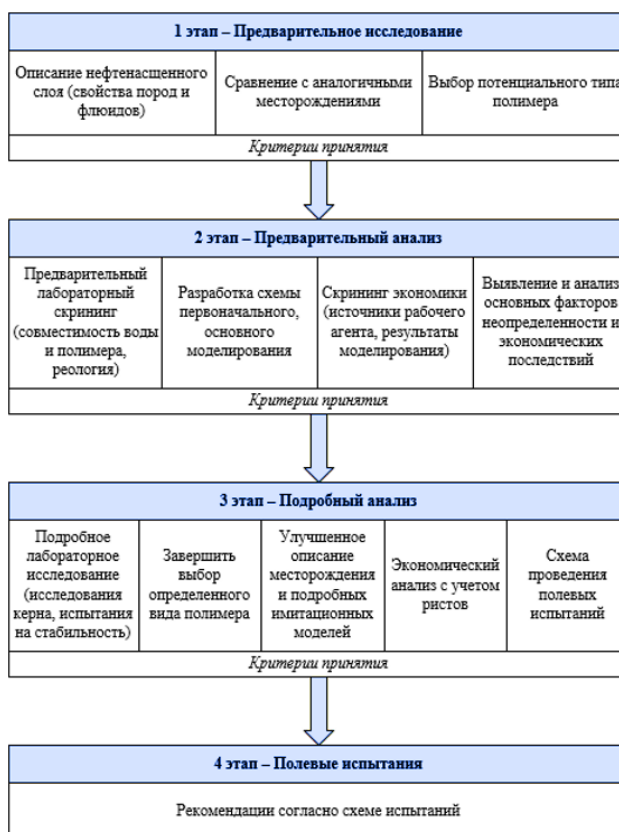 1 этап – Предварительное исследование
Описание нефтенасщенного
слоя (свойства пород и
флюидов)
Сравнение с аналогичными
месторождениями
Выбор потенциального типа
полимера
Критерии принятия
2 этап – Предварительный анализ
Предварительный
лабораторный
скрининг
(совместимость воды
и полимера,
реология)
Разработка схемы
первоначального,
основного
моделирования
Скрининг экономики
(источники рабочего
агента, результаты
моделирования)
Выявление и анализ
основных факторов
неопределенности и
экономических
последствий
Критерии принятия
3 этап – Подробный анализ
Подробное
лабораторное
исследование
(исследования
керна, испытания
на стабильность)
Завершить
выбор
определенного
вида полимера
Улучшенное
описание
месторождения
и подробных
имитационных
моделей
Экономический
анализ с учетом
ристов
Схема
проведения
полевых
испытаний
Критерии принятия
4 этап – Полевые испытания
Рекомендации согласно схеме испытаний